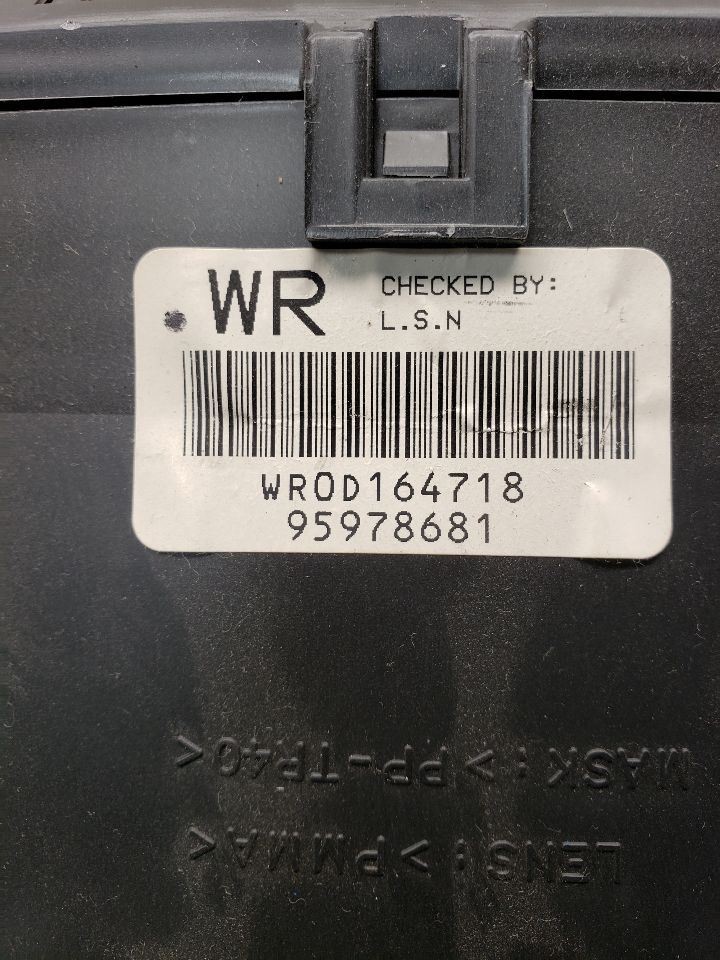 WR
CHECKED BY:
L.S.N
WR0D164718
95978681
MASK: >PP-TR40<
LENS: >PMMA<